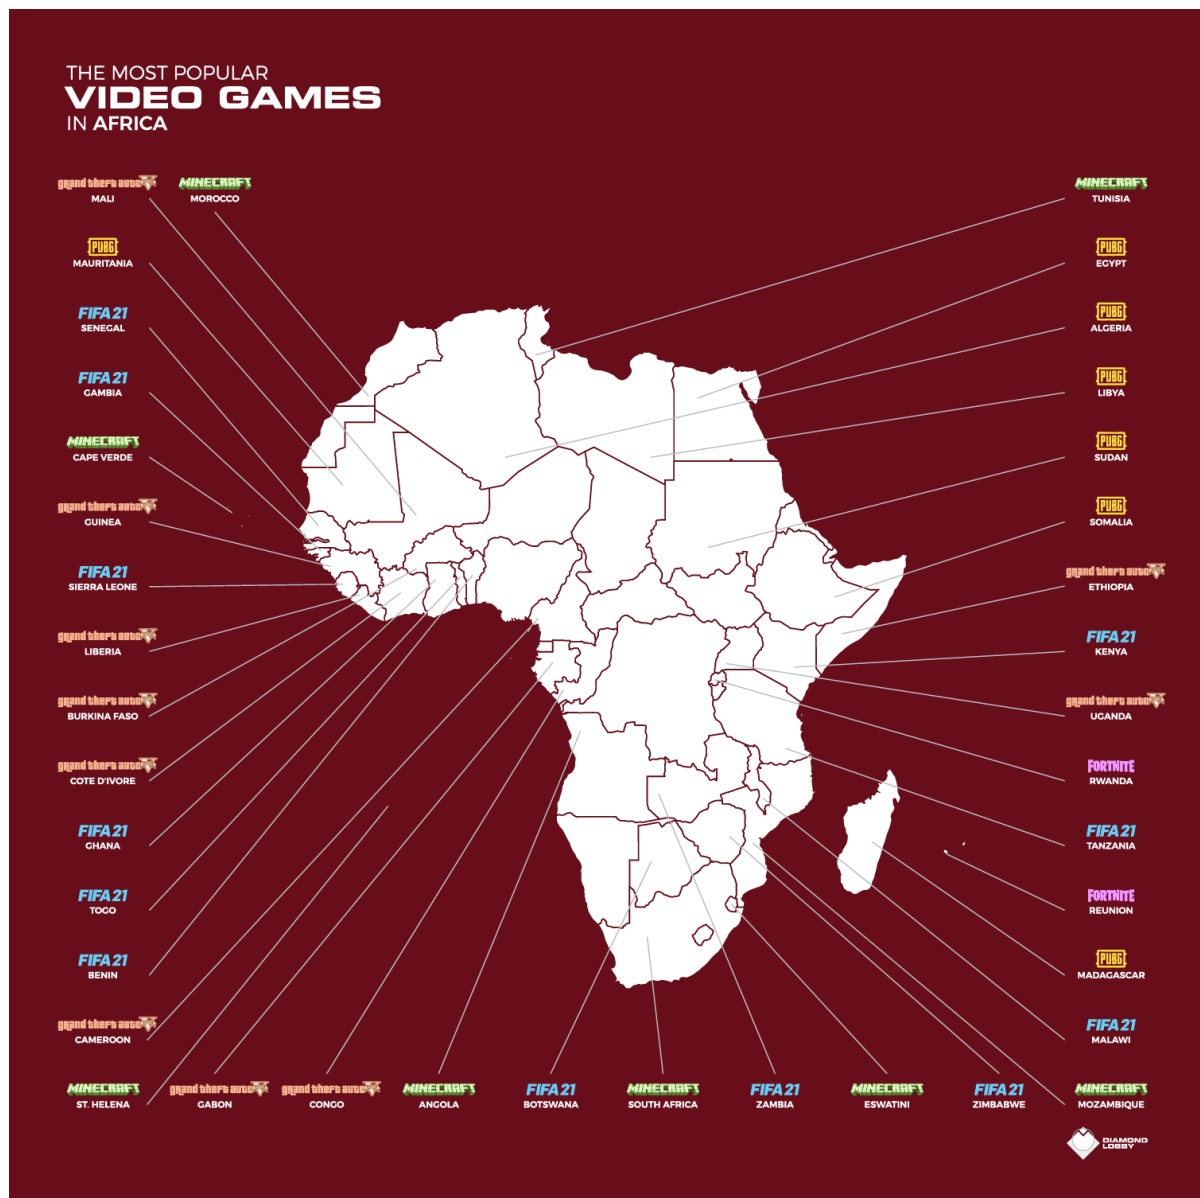 THE MOST POPULAR
VIDEO GAMES
IN AFRICA
grand theft auto V
MALI
MINECRAFT
MOROCCO
PUBG
MAURITANIA
FIFA 21
SENEGAL
FIFA 21
GAMBIA
MINECRAFT
CAPE VERDE
grand theft auto V
GUINEA
FIFA 21
SIERRA LEONE
grand theft auto V
LIBERIA
grand theft auto V
BURKINA FASO
grand theft auto V
COTE D'IVORE
FIFA 21
GHANA
FIFA 21
TOGO
FIFA 21
BENIN
grand theft auto V
CAMEROON
MINECRAFT
ST. HELENA
grand theft auto V
GABON
grand theft auto V
CONGO
MINECRAFT
ANGOLA
FIFA 21
BOTSWANA
MINECRAFT
SOUTH AFRICA
FIFA 21
ZAMBIA
MINECRAFT
ESWATINI
FIFA 21
ZIMBABWE
MINECRAFT
MOZAMBIQUE
MINECRAFT
TUNISIA
PUBG
EGYPT
PUBG
ALGERIA
PUBG
LIBYA
PUBG
SUDAN
PUBG
SOMALIA
grand theft auto V
ETHIOPIA
FIFA 21
KENYA
grand theft auto V
UGANDA
FORTNITE
RWANDA
FIFA 21
TANZANIA
FORTNITE
REUNION
PUBG
MADAGASCAR
FIFA 21
MALAWI
DIAMOND
LOBBY